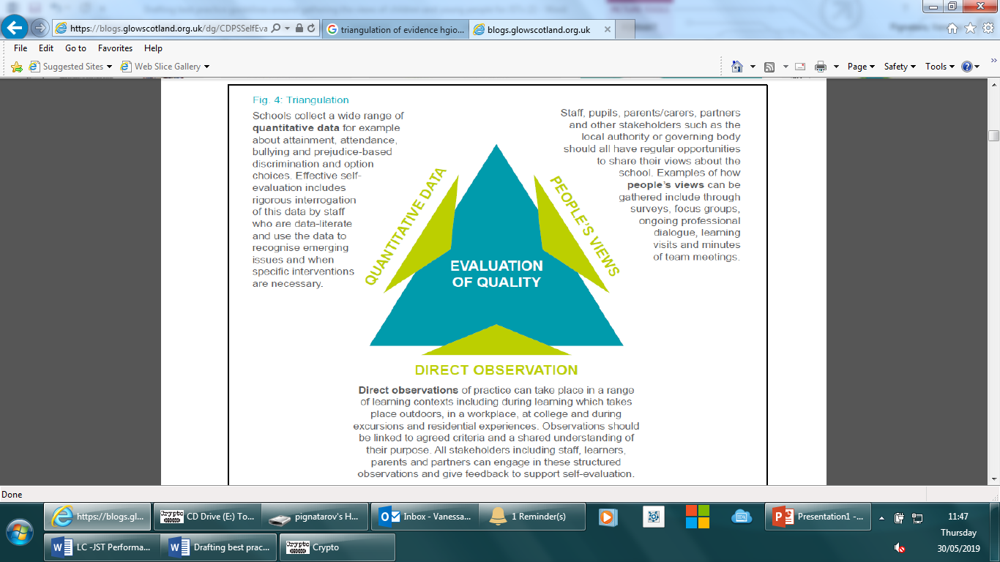 https://blogs.glowscotland.org.uk/dg/CDPSSelfEva
triangulation of evidence hgio...
blogs.glowscotland.org.uk
File Edit Go to Favorites Help
Suggested Sites
Web Slice Gallery
Page Safety Tools
Fig. 4: Triangulation
Schools collect a wide range of
quantitative data for example
about attainment, attendance,
bullying and prejudice-based
discrimination and option
choices. Effective self-
evaluation includes
rigorous interrogation
of this data by staff
who are data-literate
and use the data to
recognise emerging
issues and when
specific interventions
are necessary.
Staff, pupils, parents/carers, partners
and other stakeholders such as the
local authority or governing body
should all have regular opportunities
to share their views about the
school. Examples of how
people's views can be
gathered include through
surveys, focus groups,
ongoing professional
dialogue, learning
visits and minutes
of team meetings.
QUANTITATIVE DATA
PEOPLE'S VIEWS
EVALUATION
OF QUALITY
DIRECT OBSERVATION
Direct observations of practice can take place in a range
of learning contexts including during learning which takes
place outdoors, in a workplace, at college and during
excursions and residential experiences. Observations should
be linked to agreed criteria and a shared understanding of
their purpose. All stakeholders including staff, learners,
parents and partners can engage in these structured
observations and give feedback to support self-evaluation.
Done
https://blogs.gl...
CD Drive (E:) To...
pignatarov's H...
Inbox - Vanessa...
1 Reminder(s)
Presentation1 -...
LC -JST Performa...
Drafting best prac...
Crypto
11:47
Thursday
30/05/2019